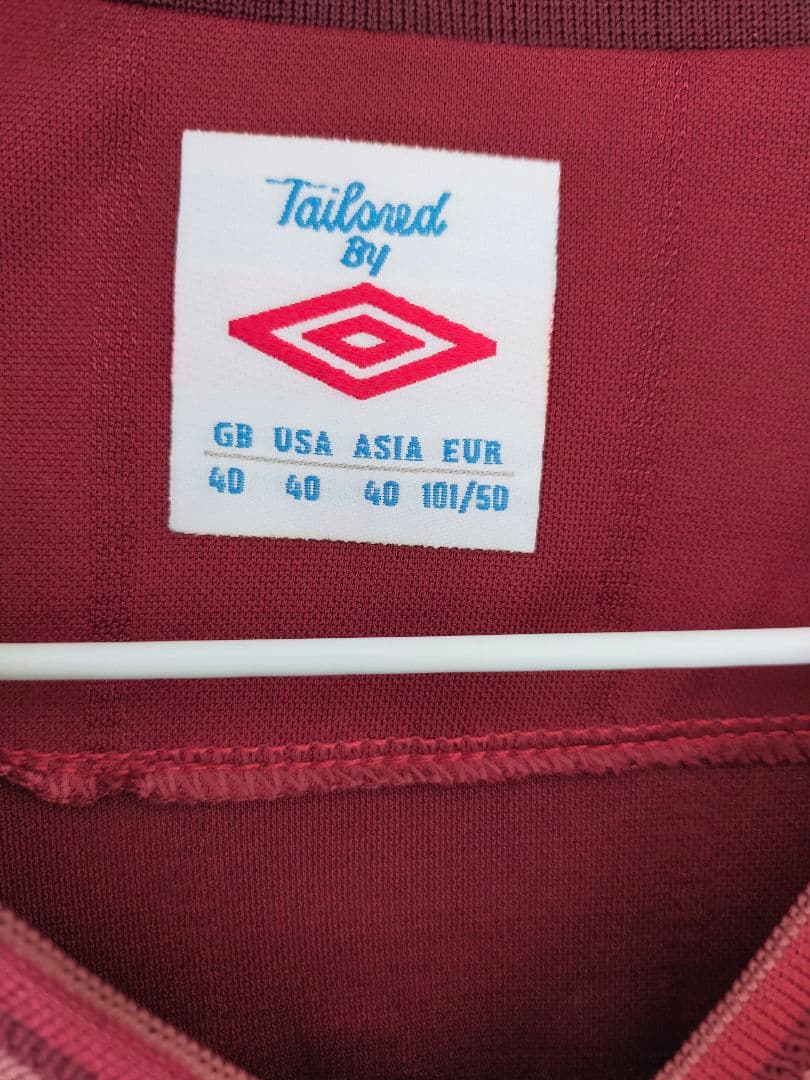 Tailored
By
GB USA ASIA EUR
40 40 40 101/50